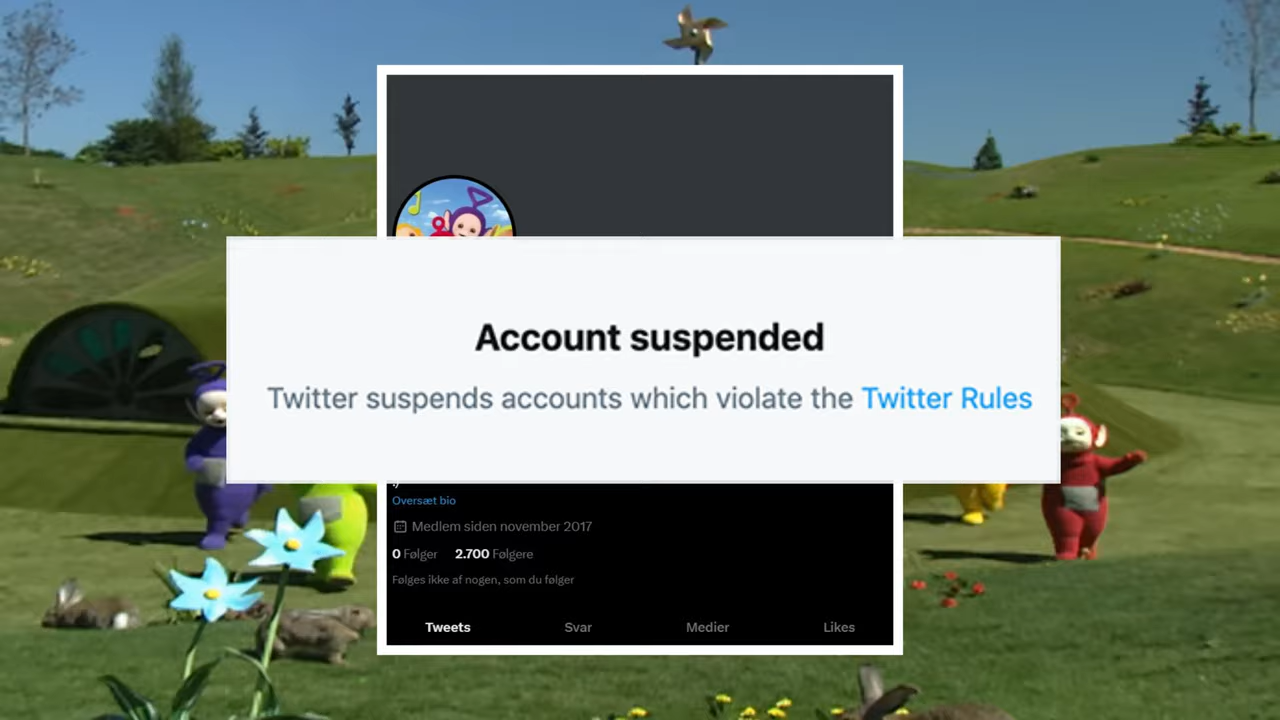 Account suspended
Twitter suspends accounts which violate the Twitter Rules
Oversæt bio
Medlem siden november 2017
0 Følger 2.700 Følgere
Følges ikke af nogen, som du følger
Tweets Svar Medier Likes